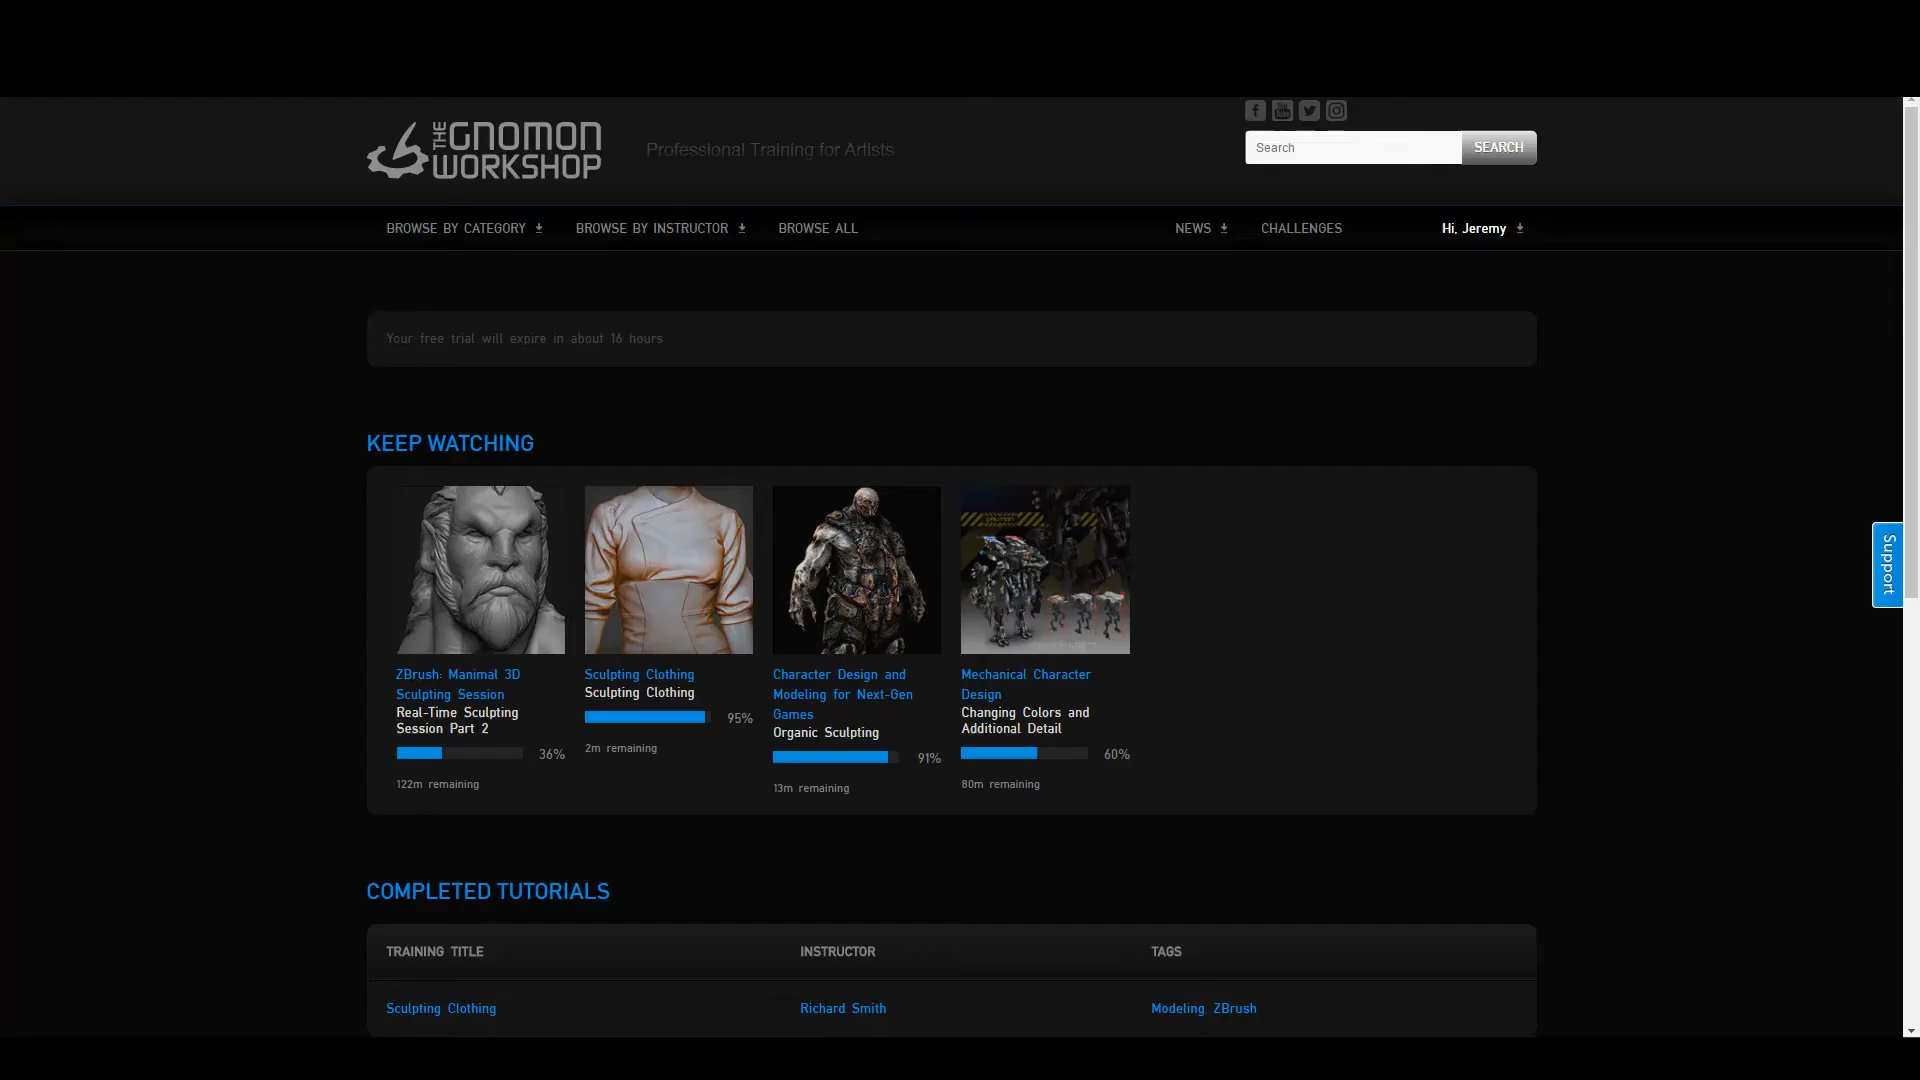 THE GNOMON WORKSHOP
Professional Training for Artists
Search
SEARCH
BROWSE BY CATEGORY
BROWSE BY INSTRUCTOR
BROWSE ALL
NEWS
CHALLENGES
Hi, Jeremy
Your free trial will expire in about 16 hours
KEEP WATCHING
ZBrush: Manimal 3D
Sculpting Session
Real-Time Sculpting
Session Part 2
36%
122m remaining
Sculpting Clothing
Sculpting Clothing
95%
2m remaining
Character Design and
Modeling for Next-Gen
Games
Organic Sculpting
91%
13m remaining
Mechanical Character
Design
Changing Colors and
Additional Detail
60%
80m remaining
Support
COMPLETED TUTORIALS
TRAINING TITLE
INSTRUCTOR
TAGS
Sculpting Clothing
Richard Smith
Modeling ZBrush